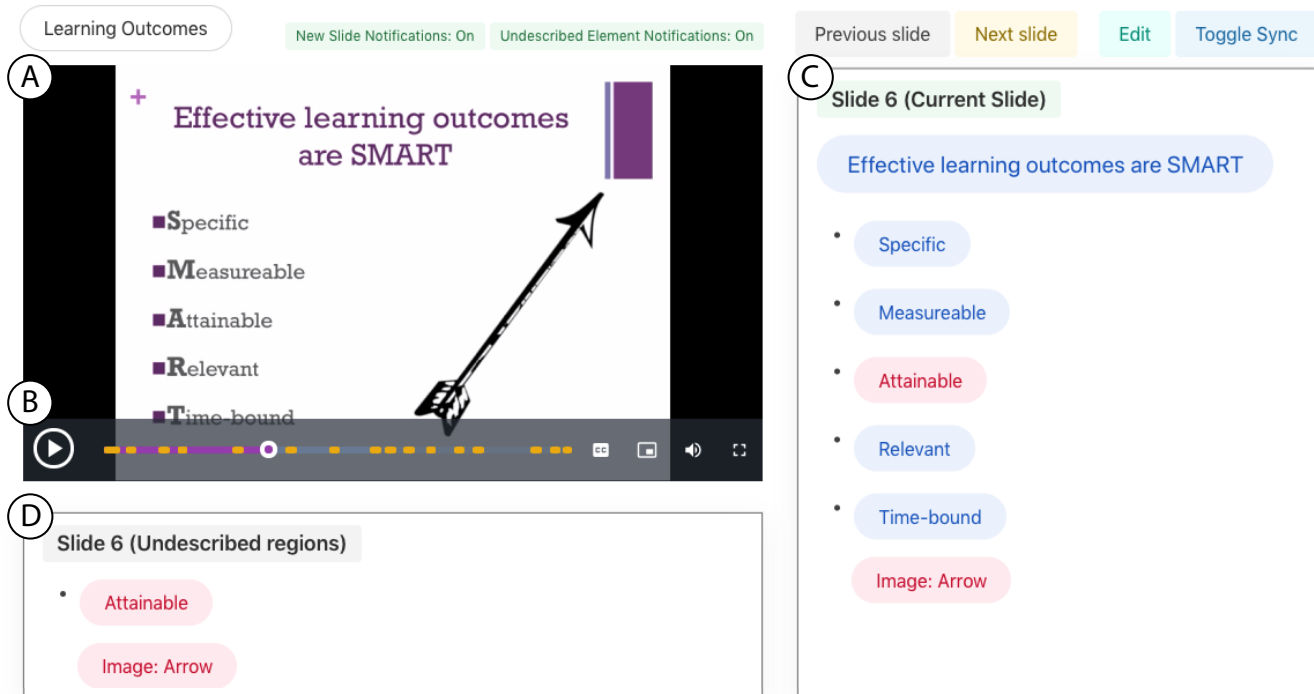 Learning Outcomes
New Slide Notifications: On
Undescribed Element Notifications: On
Previous slide
Next slide
Edit
Toggle Sync
A
+
Effective learning outcomes
are SMART
Specific
Measureable
Attainable
Relevant
Time-bound
B
CC
C
Slide 6 (Current Slide)
Effective learning outcomes are SMART
• Specific
• Measureable
• Attainable
• Relevant
• Time-bound
Image: Arrow
D
Slide 6 (Undescribed regions)
• Attainable
Image: Arrow